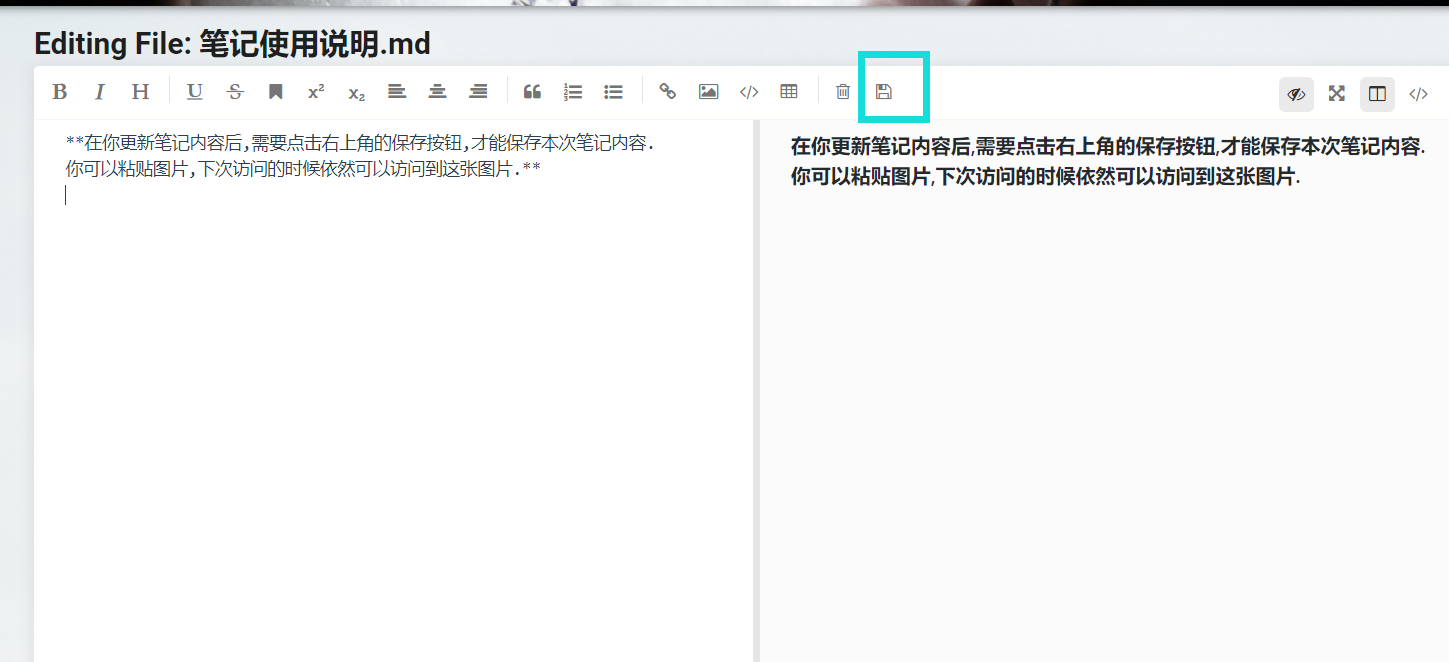 Editing File: 笔记使用说明.md
B I H U S x² x₂
**在你更新笔记内容后,需要点击右上角的保存按钮,才能保存本次笔记内容.
你可以粘贴图片,下次访问的时候依然可以访问到这张图片.**
在你更新笔记内容后,需要点击右上角的保存按钮,才能保存本次笔记内容.
你可以粘贴图片,下次访问的时候依然可以访问到这张图片.